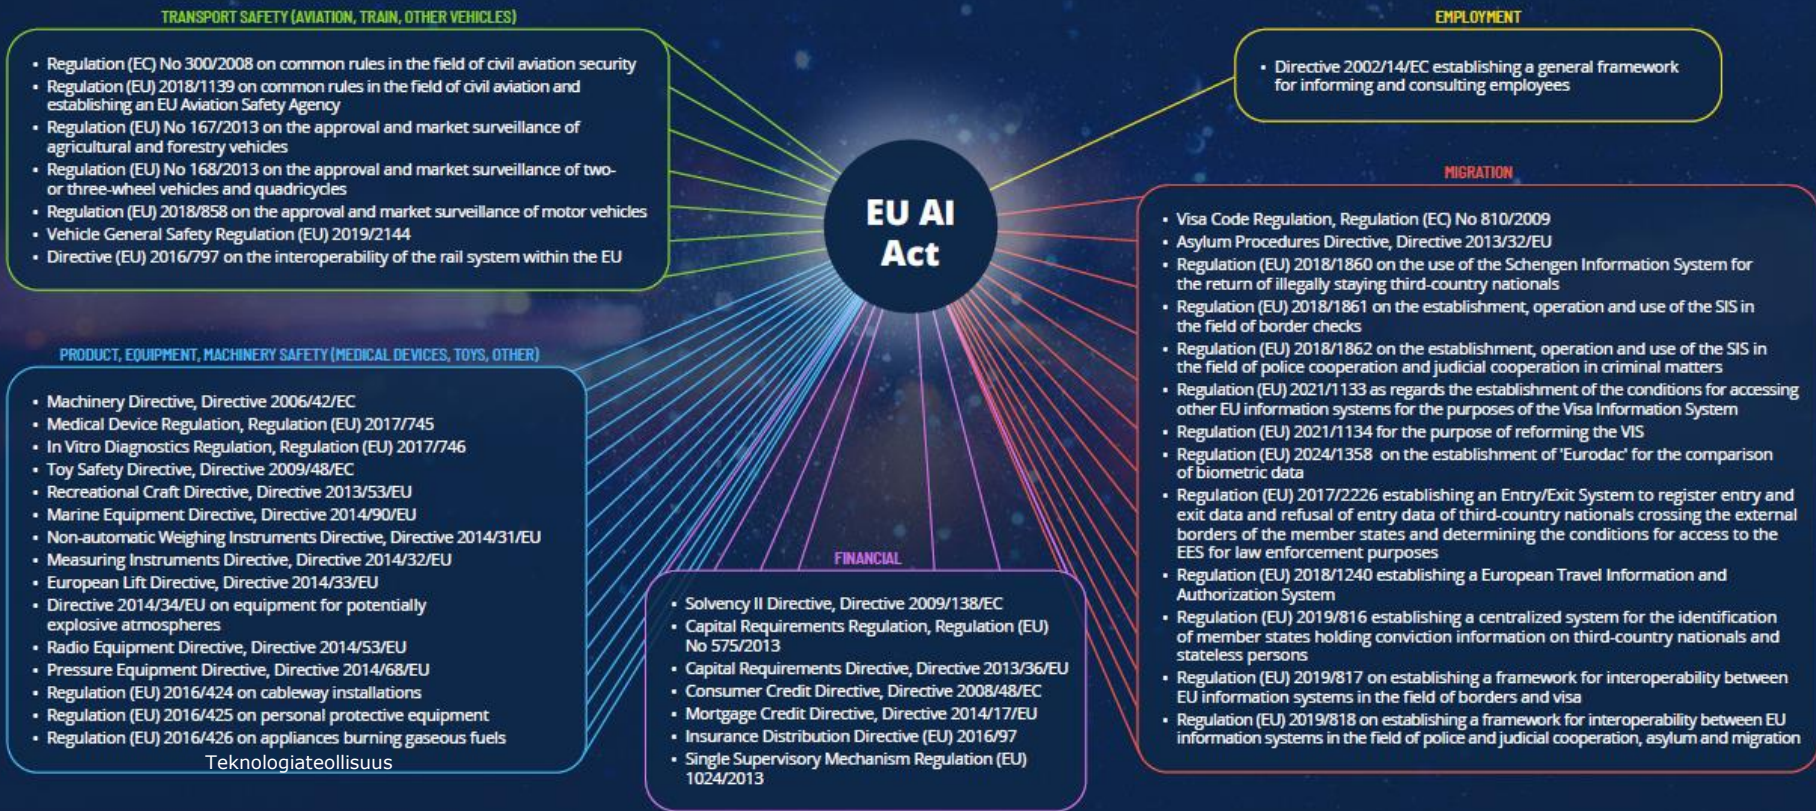 TRANSPORT SAFETY (AVIATION, TRAIN, OTHER VEHICLES)
▪ Regulation (EC) No 300/2008 on common rules in the field of civil aviation security
▪ Regulation (EU) 2018/1139 on common rules in the field of civil aviation and
establishing an EU Aviation Safety Agency
▪ Regulation (EU) No 167/2013 on the approval and market surveillance of
agricultural and forestry vehicles
▪ Regulation (EU) No 168/2013 on the approval and market surveillance of two-
or three-wheel vehicles and quadricycles
▪ Regulation (EU) 2018/858 on the approval and market surveillance of motor vehicles
▪ Vehicle General Safety Regulation (EU) 2019/2144
▪ Directive (EU) 2016/797 on the interoperability of the rail system within the EU
EU AI
Act
EMPLOYMENT
▪ Directive 2002/14/EC establishing a general framework
for informing and consulting employees
PRODUCT, EQUIPMENT, MACHINERY SAFETY (MEDICAL DEVICES, TOYS, OTHER)
▪ Machinery Directive, Directive 2006/42/EC
▪ Medical Device Regulation, Regulation (EU) 2017/745
▪ In Vitro Diagnostics Regulation, Regulation (EU) 2017/746
▪ Toy Safety Directive, Directive 2009/48/EC
▪ Recreational Craft Directive, Directive 2013/53/EU
▪ Marine Equipment Directive, Directive 2014/90/EU
▪ Non-automatic Weighing Instruments Directive, Directive 2014/31/EU
▪ Measuring Instruments Directive, Directive 2014/32/EU
▪ European Lift Directive, Directive 2014/33/EU
▪ Directive 2014/34/EU on equipment for potentially
explosive atmospheres
▪ Radio Equipment Directive, Directive 2014/53/EU
▪ Pressure Equipment Directive, Directive 2014/68/EU
▪ Regulation (EU) 2016/424 on cableway installations
▪ Regulation (EU) 2016/425 on personal protective equipment
▪ Regulation (EU) 2016/426 on appliances burning gaseous fuels
Teknologiateollisuus
FINANCIAL
▪ Solvency II Directive, Directive 2009/138/EC
▪ Capital Requirements Regulation, Regulation (EU)
No 575/2013
▪ Capital Requirements Directive, Directive 2013/36/EU
▪ Consumer Credit Directive, Directive 2008/48/EC
▪ Mortgage Credit Directive, Directive 2014/17/EU
▪ Insurance Distribution Directive (EU) 2016/97
▪ Single Supervisory Mechanism Regulation (EU)
1024/2013
MIGRATION
▪ Visa Code Regulation, Regulation (EC) No 810/2009
▪ Asylum Procedures Directive, Directive 2013/32/EU
▪ Regulation (EU) 2018/1860 on the use of the Schengen Information System for
the return of illegally staying third-country nationals
▪ Regulation (EU) 2018/1861 on the establishment, operation and use of the SIS in
the field of border checks
▪ Regulation (EU) 2018/1862 on the establishment, operation and use of the SIS in
the field of police cooperation and judicial cooperation in criminal matters
▪ Regulation (EU) 2021/1133 as regards the establishment of the conditions for accessing
other EU information systems for the purposes of the Visa Information System
▪ Regulation (EU) 2021/1134 for the purpose of reforming the VIS
▪ Regulation (EU) 2024/1358 on the establishment of 'Eurodac' for the comparison
of biometric data
▪ Regulation (EU) 2017/2226 establishing an Entry/Exit System to register entry and
exit data and refusal of entry data of third-country nationals crossing the external
borders of the member states and determining the conditions for access to the
EES for law enforcement purposes
▪ Regulation (EU) 2018/1240 establishing a European Travel Information and
Authorization System
▪ Regulation (EU) 2019/816 establishing a centralized system for the identification
of member states holding conviction information on third-country nationals and
stateless persons
▪ Regulation (EU) 2019/817 on establishing a framework for interoperability between
EU information systems in the field of borders and visa
▪ Regulation (EU) 2019/818 on establishing a framework for interoperability between EU
information systems in the field of police and judicial cooperation, asylum and migration